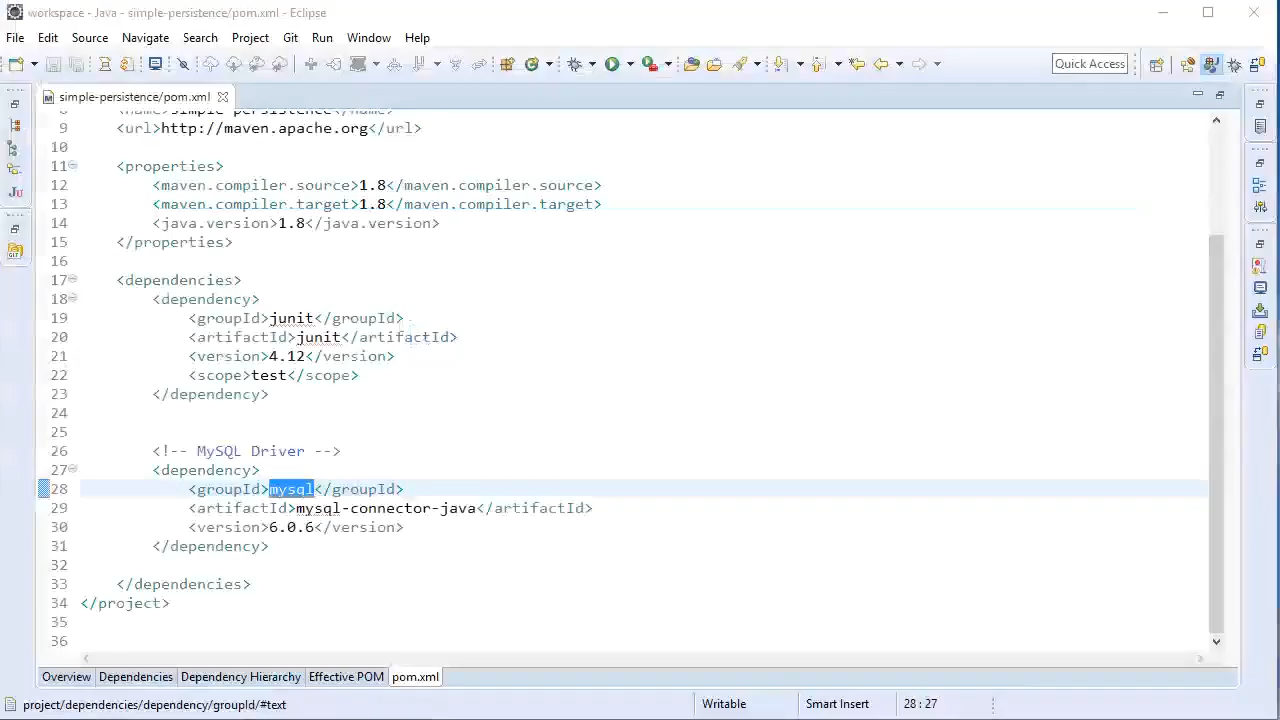 workspace - Java - simple-persistence/pom.xml - Eclipse
File Edit Source Navigate Search Project Git Run Window Help
Quick Access
simple-persistence/pom.xml
8 <name>simple-persistence</name>
9 <url>http://maven.apache.org</url>
10
11 <properties>
12 <maven.compiler.source>1.8</maven.compiler.source>
13 <maven.compiler.target>1.8</maven.compiler.target>
14 <java.version>1.8</java.version>
15 </properties>
16
17 <dependencies>
18 <dependency>
19 <groupId>junit</groupId>
20 <artifactId>junit</artifactId>
21 <version>4.12</version>
22 <scope>test</scope>
23 </dependency>
24
25
26 <!-- MySQL Driver -->
27 <dependency>
28 <groupId>mysql</groupId>
29 <artifactId>mysql-connector-java</artifactId>
30 <version>6.0.6</version>
31 </dependency>
32
33 </dependencies>
34 </project>
35
36
Overview Dependencies Dependency Hierarchy Effective POM pom.xml
project/dependencies/dependency/groupId/#text Writable Smart Insert 28 : 27